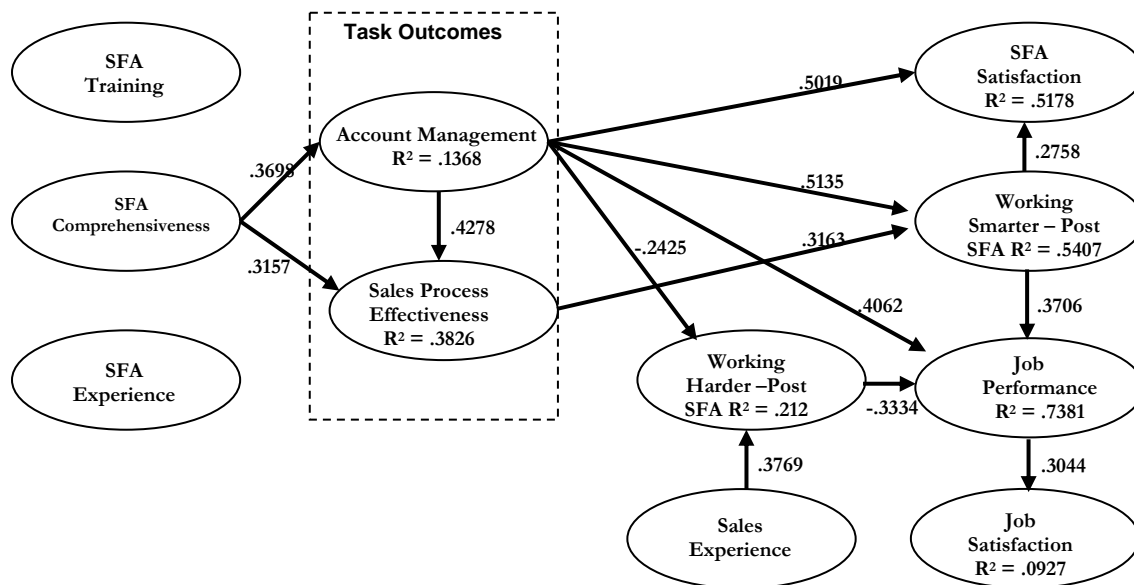 Task Outcomes
SFA
Training
SFA
Satisfaction
R² = .5178
.5019
Account Management
R² = .1368
.3698
.2758
SFA
Comprehensiveness
.5135
Working
Smarter – Post
SFA R² = .5407
.4278
-.2425
.3163
.3157
Sales Process
Effectiveness
R² = .3826
.4062
.3706
SFA
Experience
Working
Harder –Post
SFA R² = .212
-.3334
Job
Performance
R² = .7381
.3769
.3044
Sales
Experience
Job
Satisfaction
R² = .0927